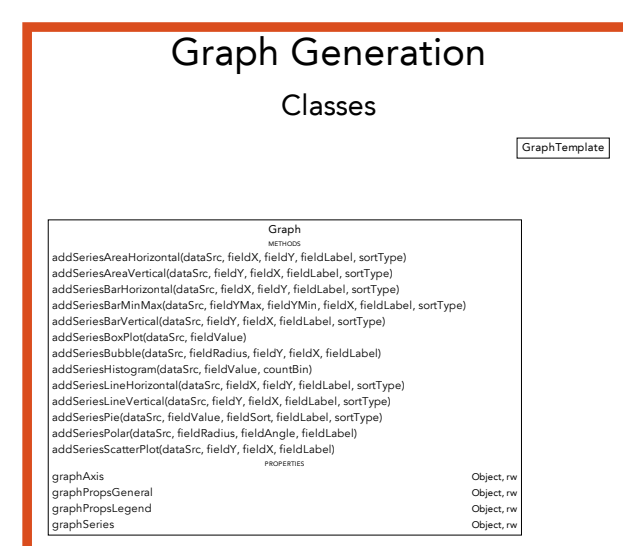 Graph Generation
Classes
GraphTemplate
Graph
METHODS
addSeriesAreaHorizontal(dataSrc, fieldX, fieldY, fieldLabel, sortType)
addSeriesAreaVertical(dataSrc, fieldY, fieldX, fieldLabel, sortType)
addSeriesBarHorizontal(dataSrc, fieldX, fieldY, fieldLabel, sortType)
addSeriesBarMinMax(dataSrc, fieldYMax, fieldYMin, fieldX, fieldLabel, sortType)
addSeriesBarVertical(dataSrc, fieldY, fieldX, fieldLabel, sortType)
addSeriesBoxPlot(dataSrc, fieldValue)
addSeriesBubble(dataSrc, fieldRadius, fieldY, fieldX, fieldLabel)
addSeriesHistogram(dataSrc, fieldValue, countBin)
addSeriesLineHorizontal(dataSrc, fieldX, fieldY, fieldLabel, sortType)
addSeriesLineVertical(dataSrc, fieldY, fieldX, fieldLabel, sortType)
addSeriesPie(dataSrc, fieldValue, fieldSort, fieldLabel, sortType)
addSeriesPolar(dataSrc, fieldRadius, fieldAngle, fieldLabel)
addSeriesScatterPlot(dataSrc, fieldY, fieldX, fieldLabel)
PROPERTIES
graphAxis Object, rw
graphPropsGeneral Object, rw
graphPropsLegend Object, rw
graphSeries Object, rw